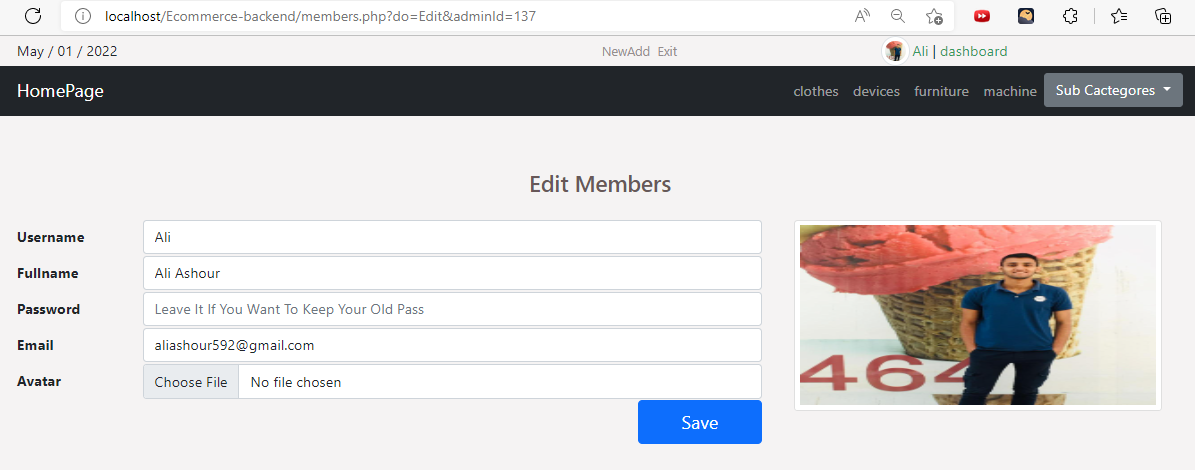 localhost/Ecommerce-backend/members.php?do=Edit&adminId=137
May / 01 / 2022 NewAdd Exit Ali | dashboard
HomePage clothes devices furniture machine Sub Cactegores
Edit Members
Username Ali
Fullname Ali Ashour
Password Leave It If You Want To Keep Your Old Pass
Email aliashour592@gmail.com
Avatar Choose File No file chosen
Save
464